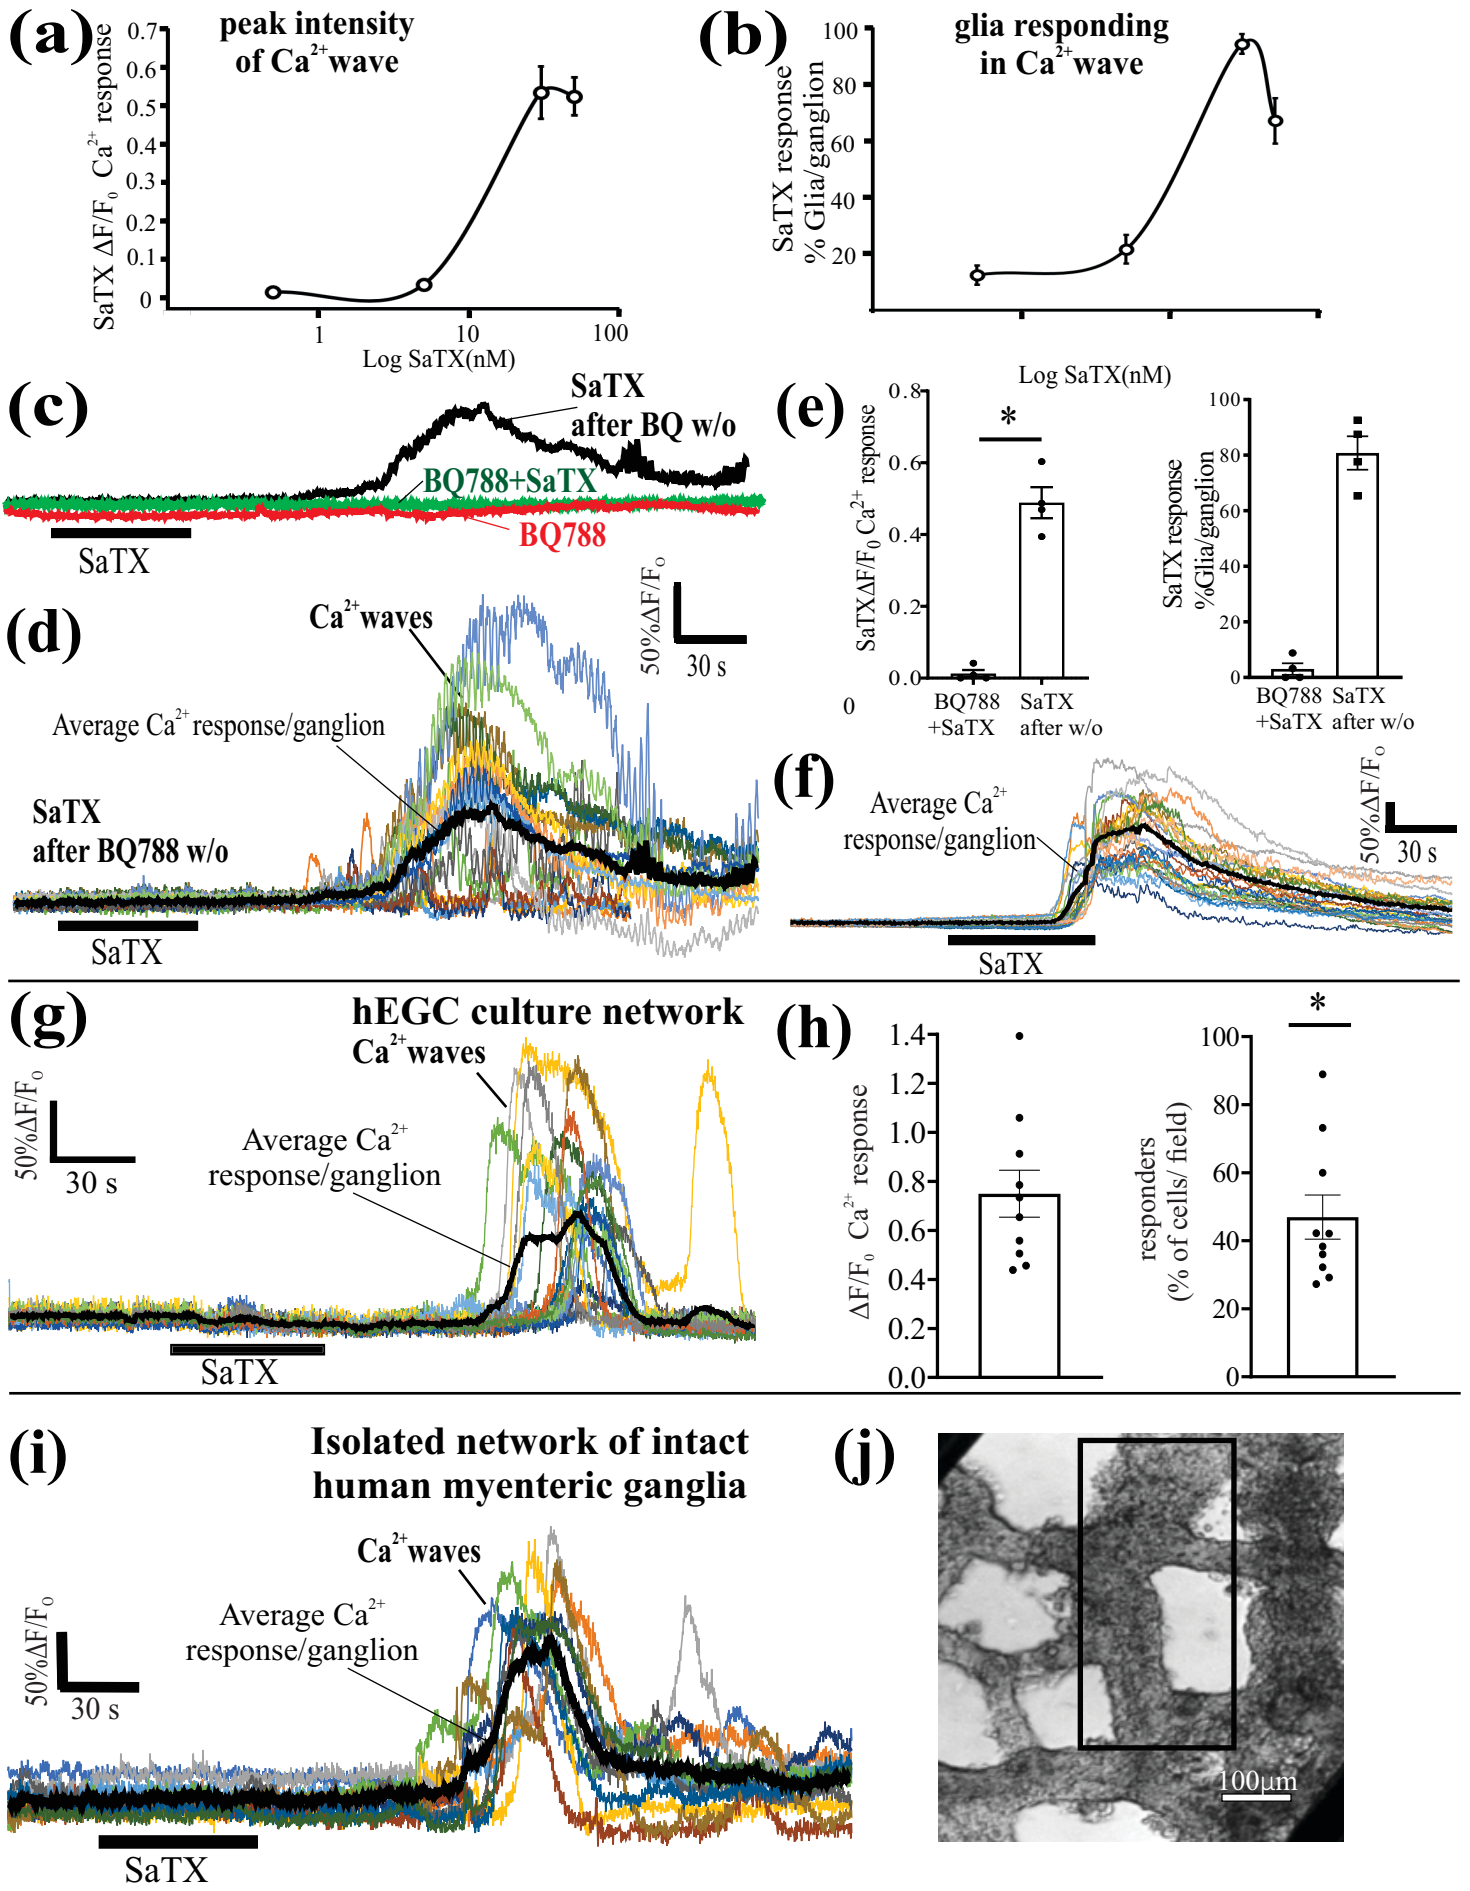 (a)
peak intensity
of Ca2+ wave
SaTX ΔF/F0 Ca2+ response
0.7
0.6
0.5
0.4
0.3
0.2
0.1
0
1
10
100
Log SaTX(nM)
(b)
glia responding
in Ca2+ wave
SaTX response
% Glia/ganglion
100
80
60
40
20
Log SaTX(nM)
(c)
SaTX
after BQ w/o
BQ788+SaTX
BQ788
SaTX
50%ΔF/FO
30 s
(d)
Ca2+ waves
Average Ca2+ response/ganglion
SaTX
after BQ788 w/o
SaTX
(e)
SaTXΔF/F0 Ca2+ response
0.8
0.6
0.4
0.2
0.0
0
*
BQ788
+SaTX
SaTX
after w/o
SaTX response
%Glia/ganglion
100
80
60
40
20
0
BQ788
+SaTX
SaTX
after w/o
(f)
Average Ca2+
response/ganglion
50%ΔF/FO
30 s
SaTX
(g)
hEGC culture network
Ca2+ waves
50%ΔF/FO
30 s
Average Ca2+
response/ganglion
SaTX
(h)
ΔF/F0 Ca2+ response
1.4
1.2
1.0
0.8
0.6
0.4
0.2
0.0
responders
(% of cells/ field)
*
100
80
60
40
20
0
(i)
Isolated network of intact
human myenteric ganglia
Ca2+ waves
Average Ca2+
response/ganglion
50%ΔF/FO
30 s
SaTX
(j)
100µm